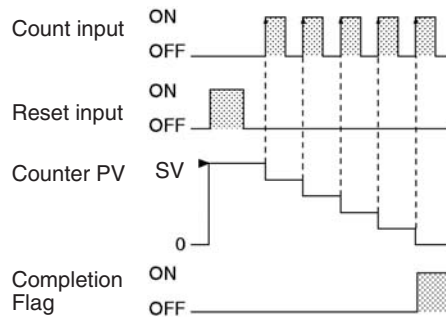 Count input ON
OFF
Reset input ON
OFF
Counter PV SV
0
Completion ON
Flag OFF